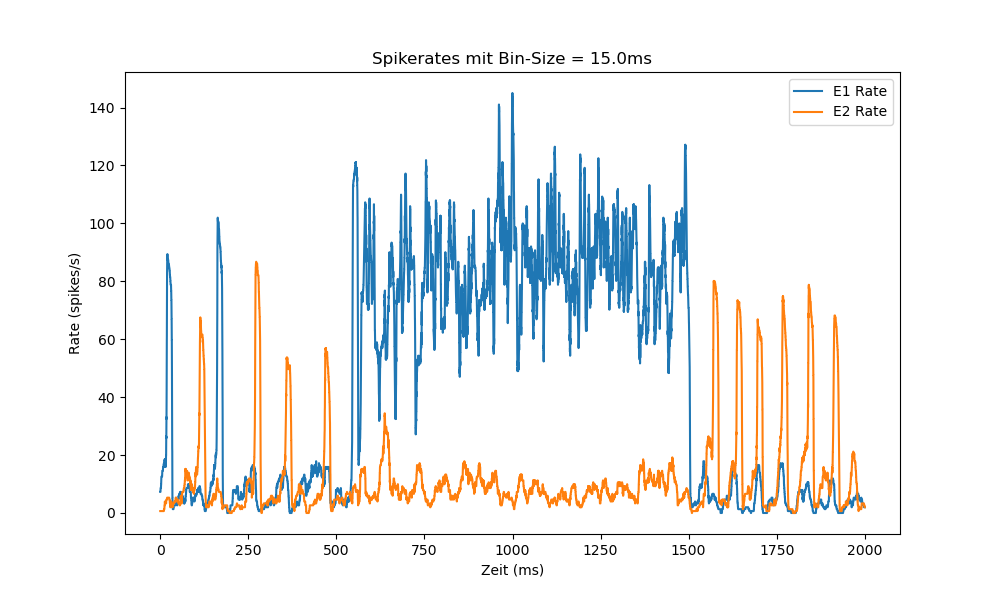 Spikerates mit Bin-Size = 15.0ms
E1 Rate
E2 Rate
140
120
100
80
60
40
20
0
Rate (spikes/s)
0 250 500 750 1000 1250 1500 1750 2000
Zeit (ms)